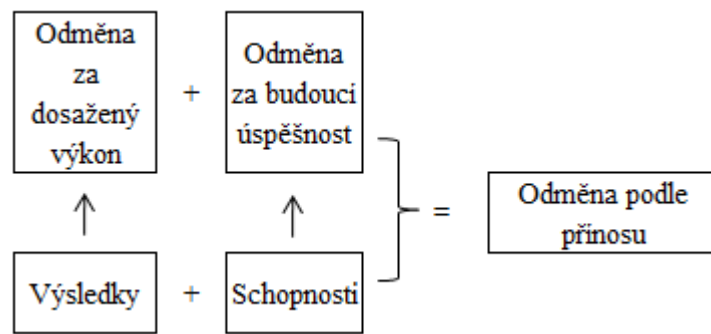 Odměna
za
dosažený
výkon
+
Odměna
za budoucí
úspěšnost
Výsledky
+
Schopnosti
=
Odměna podle
přínosu